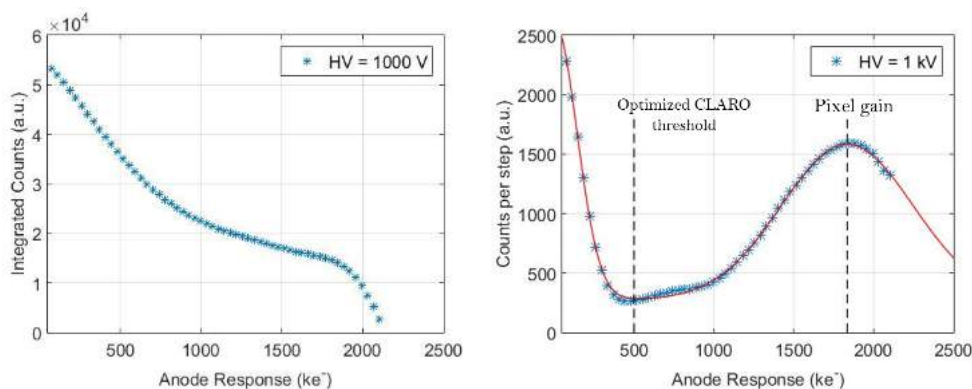 ×10⁴
6
5
4
3
2
1
0
500 1000 1500 2000 2500
Integrated Counts (a.u.)
Anode Response (ke⁻)
HV = 1000 V
2500
2000
1500
1000
500
0
500 1000 1500 2000 2500
Counts per step (a.u.)
Anode Response (ke⁻)
HV = 1 kV
Optimized CLARO
threshold
Pixel gain